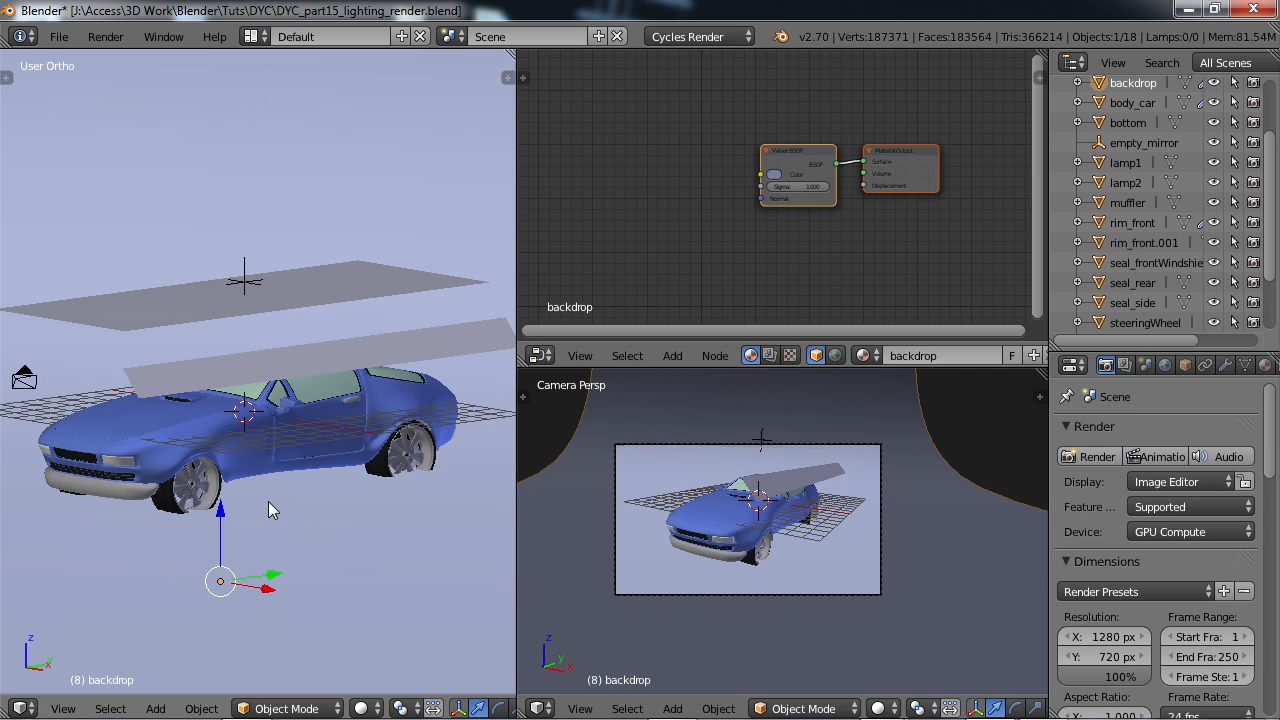 Blender* [J:\Access\3D Work\Blender\Tuts\DYC\DYC_part15_lighting_render.blend]
File Render Window Help Default Scene Cycles Render v2.70 | Verts:187371 | Faces:183564 | Tris:366214 | Objects:1/18 | Lamps:0/0 | Mem:81.54M
User Ortho
(8) backdrop
View Select Add Object Object Mode
Velvet BSDF
BSDF
Color
Sigma: 1.000
Normal
Material Output
Surface
Volume
Displacement
backdrop
View Select Add Node backdrop F
Camera Persp
(8) backdrop
View Select Add Object Object Mode
View Search All Scenes
backdrop
body_car
bottom
empty_mirror
lamp1
lamp2
muffler
rim_front
rim_front.001
seal_frontWindshie
seal_rear
seal_side
steeringWheel
Scene
Render
Render Animatio Audio
Display: Image Editor
Feature ... Supported
Device: GPU Compute
Dimensions
Render Presets
Resolution: Frame Range:
X: 1280 px Start Fra: 1
Y: 720 px End Fra: 250
100% Frame Ste: 1
Aspect Ratio: Frame Rate:
X: 1.000 24 fps